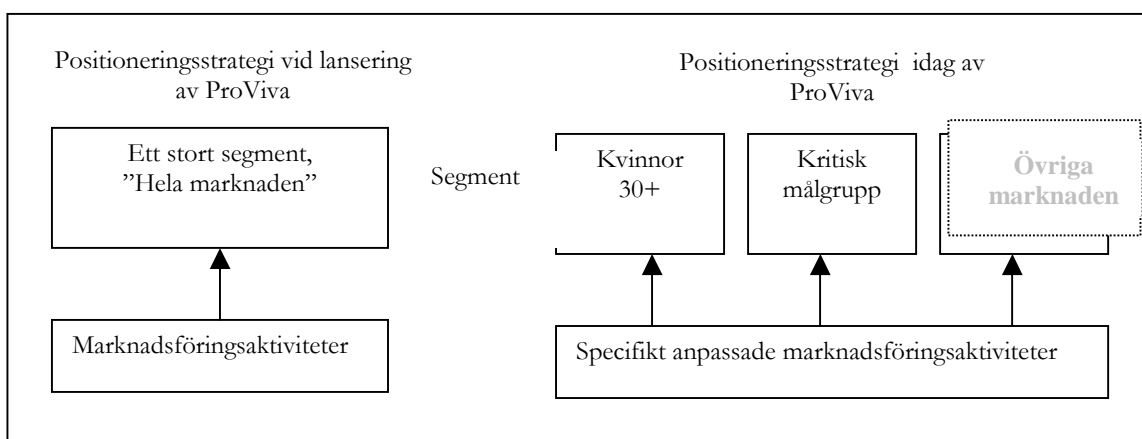 Positioneringsstrategi vid lansering
av ProViva
Ett stort segment,
”Hela marknaden”
Marknadsföringsaktiviteter
Segment
Positioneringsstrategi idag av
ProViva
Kvinnor
30+
Kritisk
målgrupp
Övriga
marknaden
Specifikt anpassade marknadsföringsaktiviteter